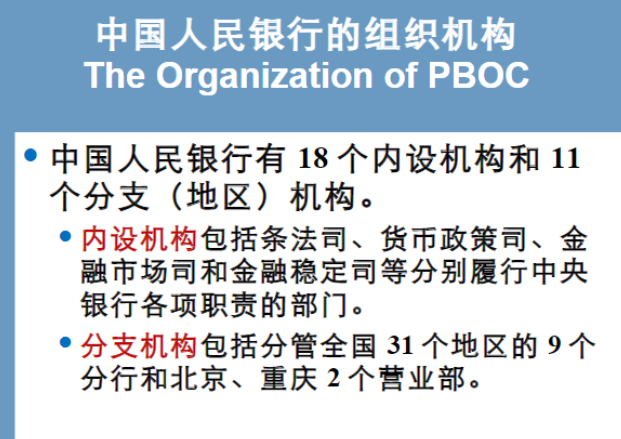 中国人民银行的组织机构
The Organization of PBOC
• 中国人民银行有 18 个内设机构和 11
个分支（地区）机构。
• 内设机构包括条法司、货币政策司、金
融市场司和金融稳定司等分别履行中央
银行各项职责的部门。
• 分支机构包括分管全国 31 个地区的 9 个
分行和北京、重庆 2 个营业部。